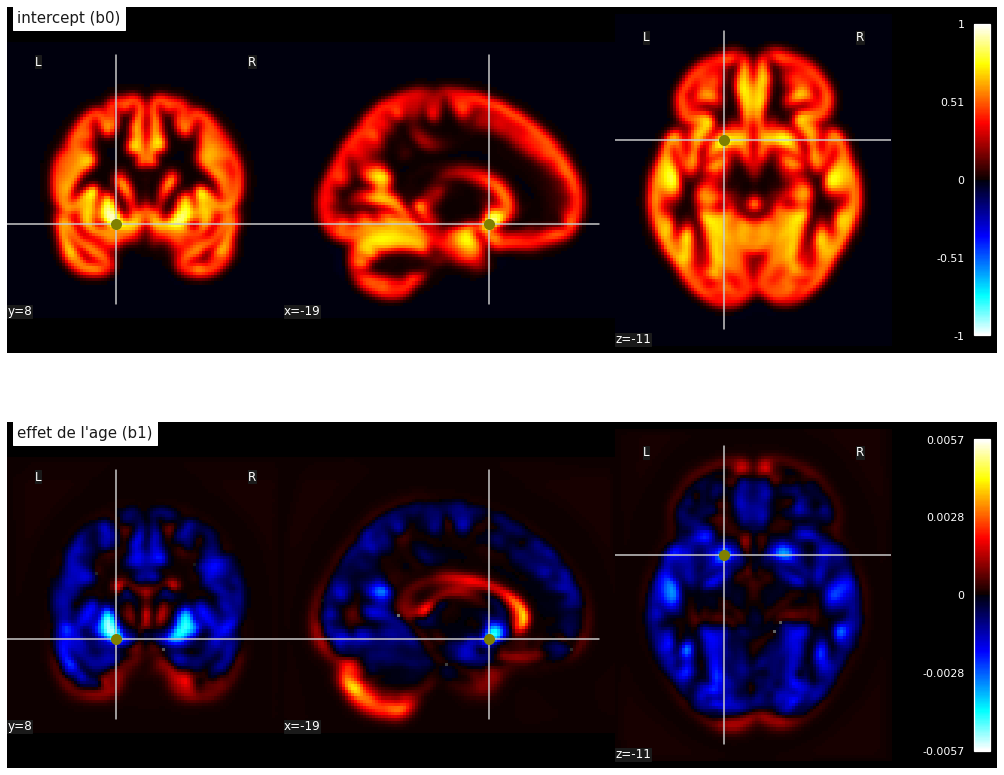 intercept (b0)
L R L R
1
0.51
0
-0.51
-1
y=8 x=-19 z=-11
effet de l'age (b1)
L R L R
0.0057
0.0028
0
-0.0028
-0.0057
y=8 x=-19 z=-11